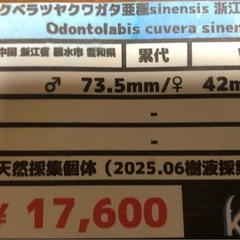 クベラツヤクワガタ亜種sinensis 浙江
Odontolabis cuvera sinen
中国 浙江省 麗水市 雲和県 累代 W
♂ 73.5mm/♀ 42m
-
-
天然採集個体（2025.06樹液採集
¥ 17,600